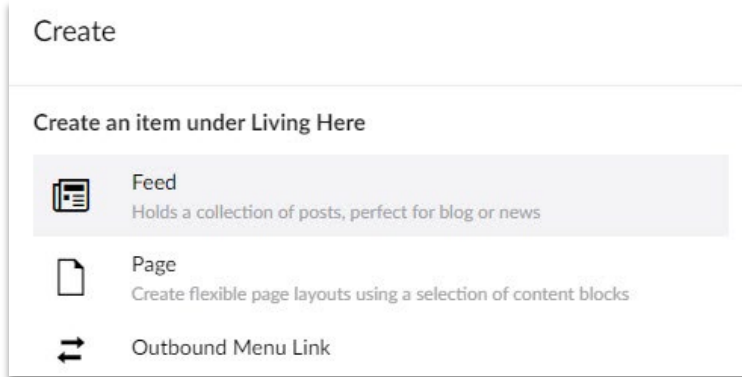 Create
Create an item under Living Here
Feed
Holds a collection of posts, perfect for blog or news
Page
Create flexible page layouts using a selection of content blocks
Outbound Menu Link